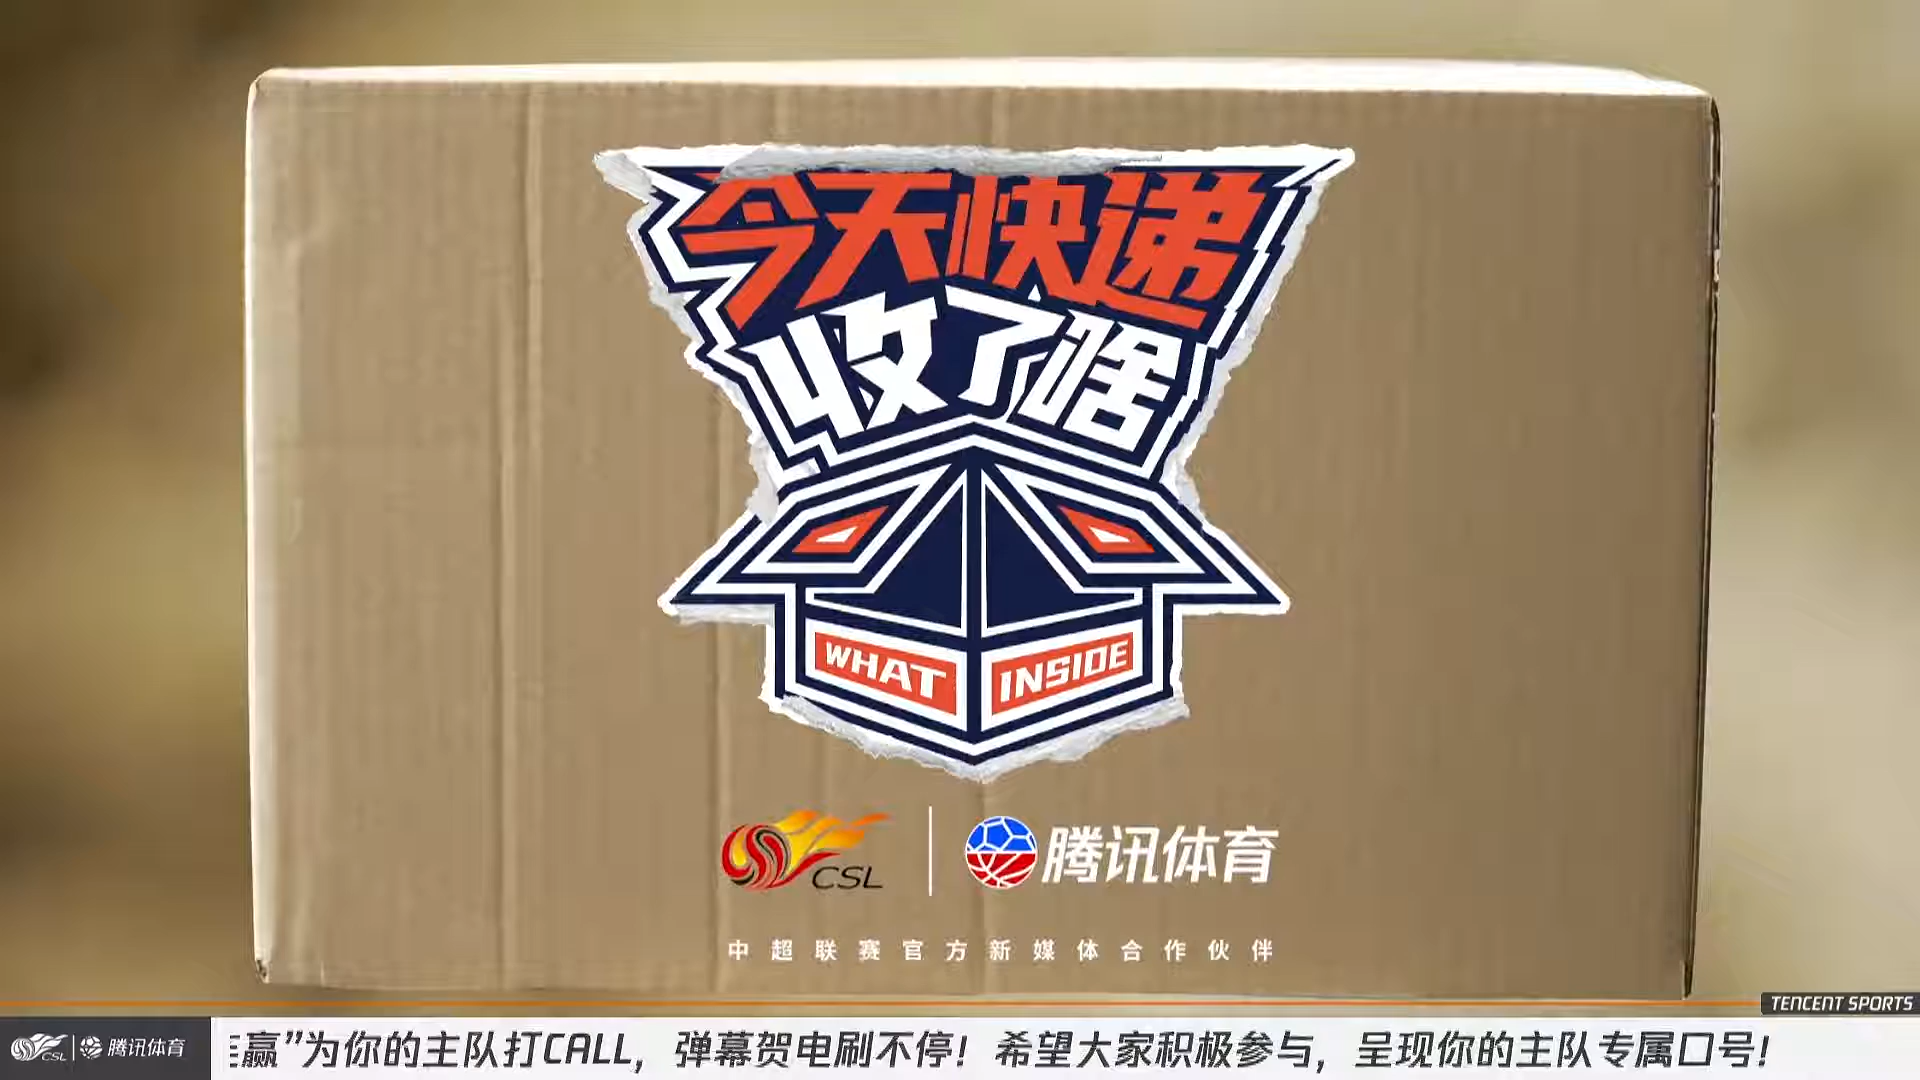 今天快递
收了啥
WHAT INSIDE
CSL 腾讯体育
中超联赛官方新媒体合作伙伴
TENCENT SPORTS
CSL 腾讯体育
赢”为你的主队打CALL，弹幕贺电刷不停！希望大家积极参与，呈现你的主队专属口号！